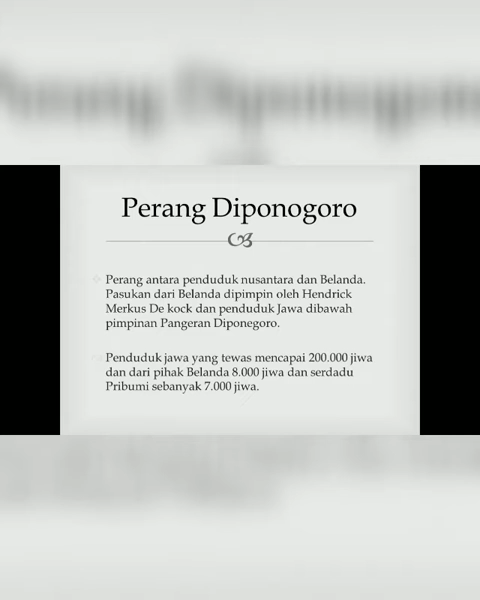 Perang Diponogoro
Perang antara penduduk nusantara dan Belanda.
Pasukan dari Belanda dipimpin oleh Hendrick
Merkus De kock dan penduduk Jawa dibawah
pimpinan Pangeran Diponegoro.
Penduduk jawa yang tewas mencapai 200.000 jiwa
dan dari pihak Belanda 8.000 jiwa dan serdadu
Pribumi sebanyak 7.000 jiwa.